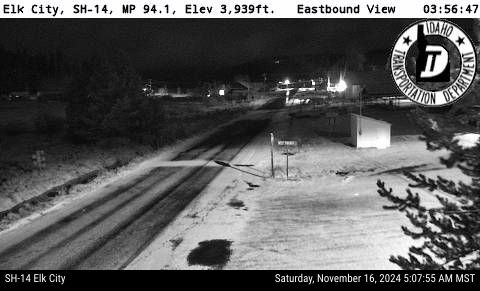 Elk City, SH-14, MP 94.1, Elev 3,939ft. Eastbound View 03:56:47
IDAHO
TRANSPORTATION DEPARTMENT
SH-14 Elk City Saturday, November 16, 2024 5:07:55 AM MST